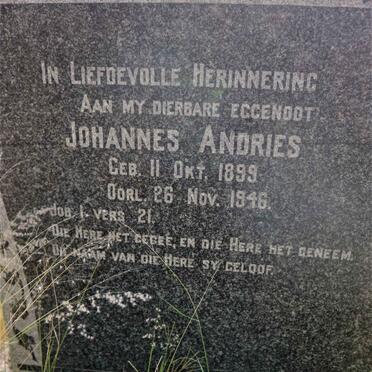 IN LIEFDEVOLLE HERINNERING
AAN MY DIERBARE EGGENOOT
JOHANNES ANDRIES
GEB. 11 OKT. 1899
OORL. 26 NOV. 1946.
JOB. 1. VERS 21.
DIE HERE HET GEGEE, EN DIE HERE HET GENEEM.
DIE NAAM VAN DIE HERE SY GELOOF.